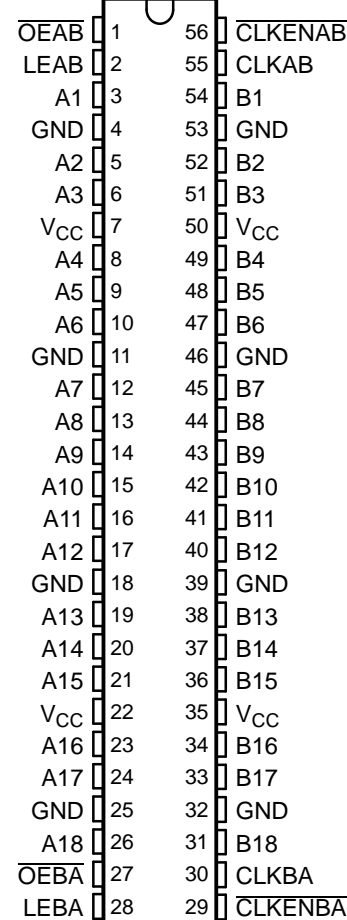 O̅E̅A̅B̅ 1 56 C̅L̅K̅E̅N̅A̅B̅
LEAB 2 55 CLKAB
A1 3 54 B1
GND 4 53 GND
A2 5 52 B2
A3 6 51 B3
VCC 7 50 VCC
A4 8 49 B4
A5 9 48 B5
A6 10 47 B6
GND 11 46 GND
A7 12 45 B7
A8 13 44 B8
A9 14 43 B9
A10 15 42 B10
A11 16 41 B11
A12 17 40 B12
GND 18 39 GND
A13 19 38 B13
A14 20 37 B14
A15 21 36 B15
VCC 22 35 VCC
A16 23 34 B16
A17 24 33 B17
GND 25 32 GND
A18 26 31 B18
O̅E̅B̅A̅ 27 30 CLKBA
LEBA 28 29 C̅L̅K̅E̅N̅B̅A̅